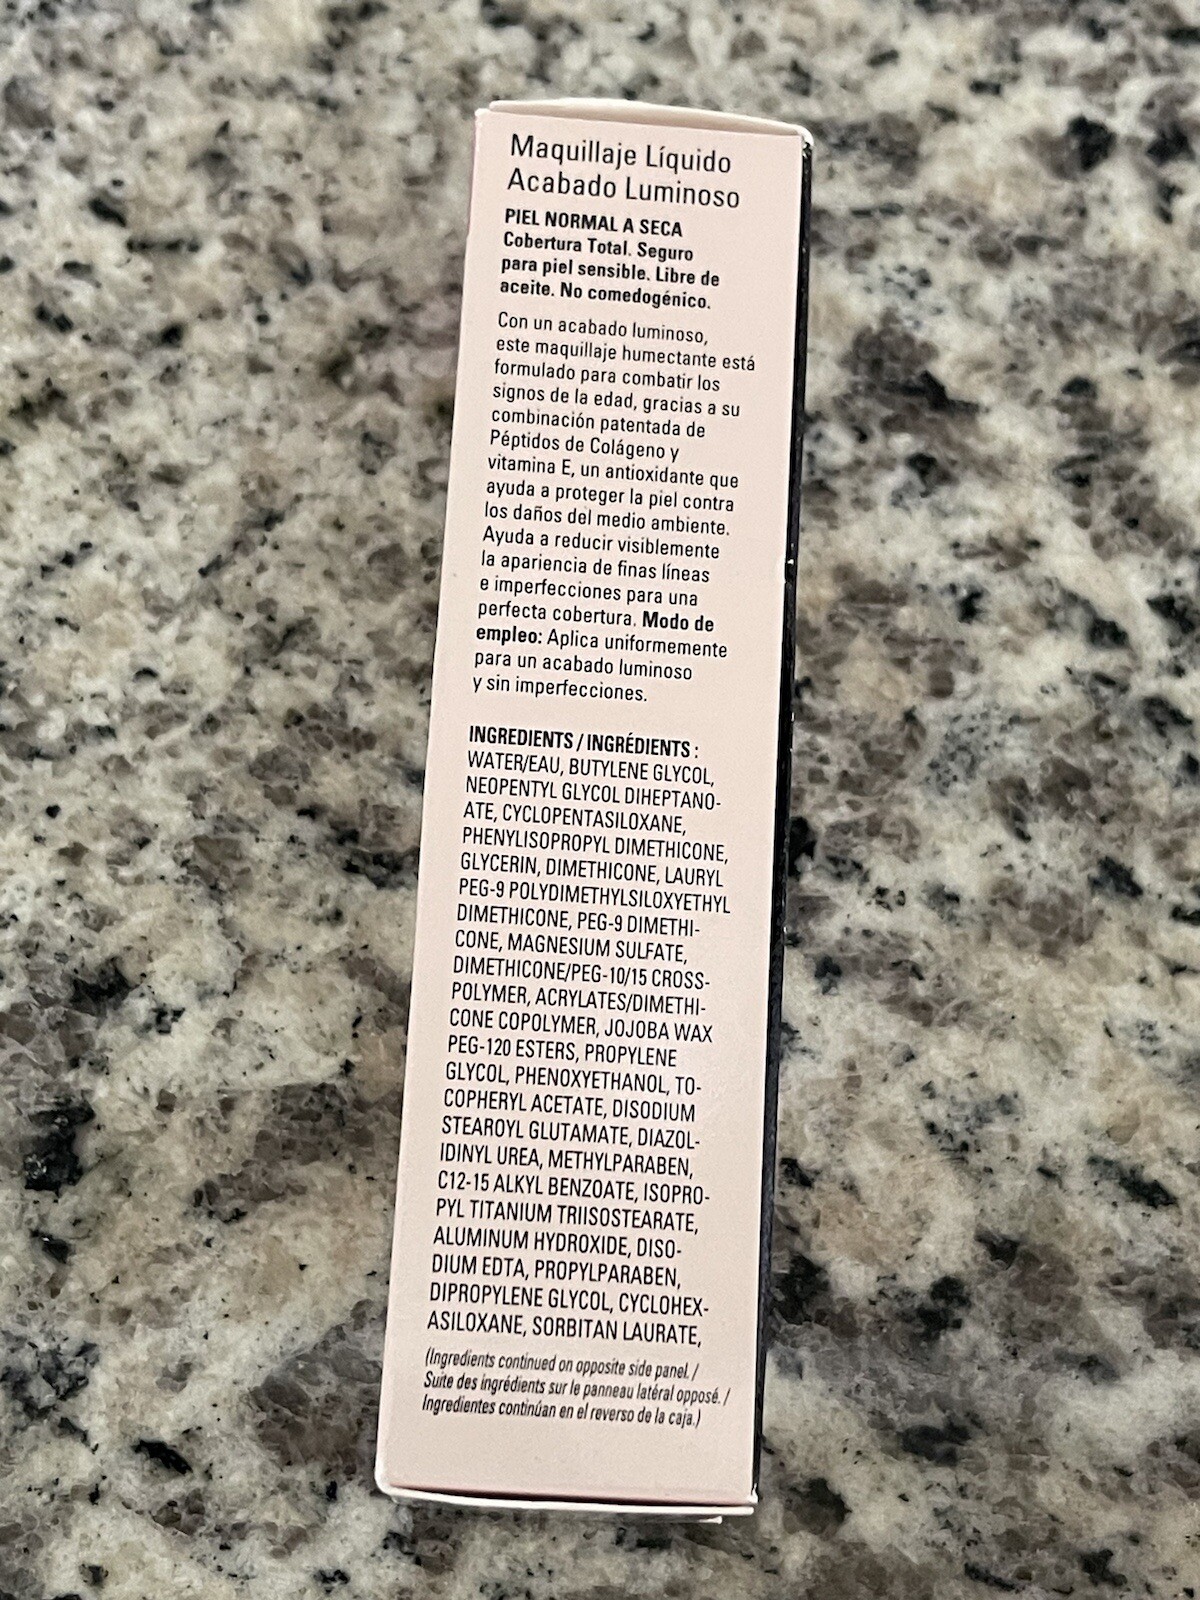 Maquillaje Líquido
Acabado Luminoso
PIEL NORMAL A SECA
Cobertura Total. Seguro
para piel sensible. Libre de
aceite. No comedogénico.
Con un acabado luminoso,
este maquillaje humectante está
formulado para combatir los
signos de la edad, gracias a su
combinación patentada de
Péptidos de Colágeno y
vitamina E, un antioxidante que
ayuda a proteger la piel contra
los daños del medio ambiente.
Ayuda a reducir visiblemente
la apariencia de finas líneas
e imperfecciones para una
perfecta cobertura. Modo de
empleo: Aplica uniformemente
para un acabado luminoso
y sin imperfecciones.
INGREDIENTS / INGRÉDIENTS :
WATER/EAU, BUTYLENE GLYCOL,
NEOPENTYL GLYCOL DIHEPTANO-
ATE, CYCLOPENTASILOXANE,
PHENYLISOPROPYL DIMETHICONE,
GLYCERIN, DIMETHICONE, LAURYL
PEG-9 POLYDIMETHYLSILOXYETHYL
DIMETHICONE, PEG-9 DIMETHI-
CONE, MAGNESIUM SULFATE,
DIMETHICONE/PEG-10/15 CROSS-
POLYMER, ACRYLATES/DIMETHI-
CONE COPOLYMER, JOJOBA WAX
PEG-120 ESTERS, PROPYLENE
GLYCOL, PHENOXYETHANOL, TO-
COPHERYL ACETATE, DISODIUM
STEAROYL GLUTAMATE, DIAZOL-
IDINYL UREA, METHYLPARABEN,
C12-15 ALKYL BENZOATE, ISOPRO-
PYL TITANIUM TRIISOSTEARATE,
ALUMINUM HYDROXIDE, DISO-
DIUM EDTA, PROPYLPARABEN,
DIPROPYLENE GLYCOL, CYCLOHEX-
ASILOXANE, SORBITAN LAURATE,
(Ingredients continued on opposite side panel. /
Suite des ingrédients sur le panneau latéral opposé. /
Ingredientes continúan en el reverso de la caja.)